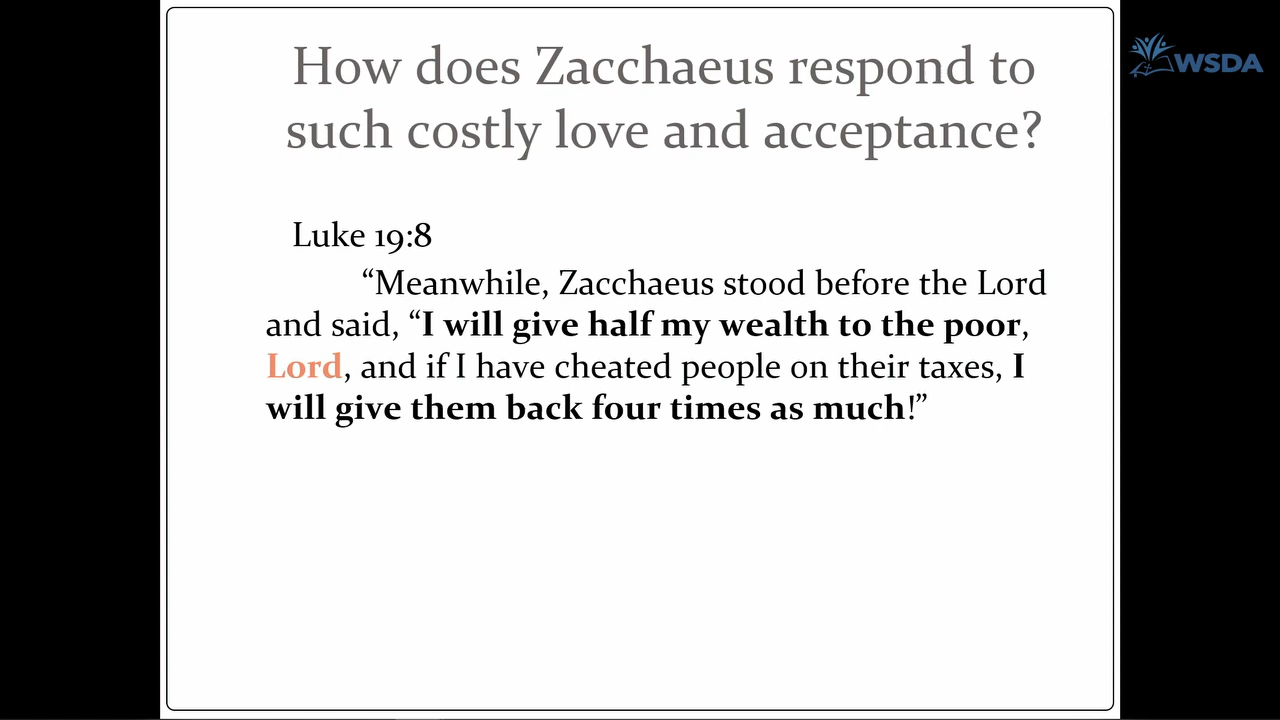 How does Zacchaeus respond to
such costly love and acceptance?
WSDA
Luke 19:8
“Meanwhile, Zacchaeus stood before the Lord
and said, “I will give half my wealth to the poor,
Lord, and if I have cheated people on their taxes, I
will give them back four times as much!”